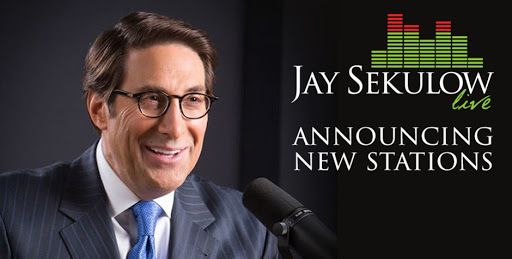 JAY SEKULOW
live
ANNOUNCING
NEW STATIONS